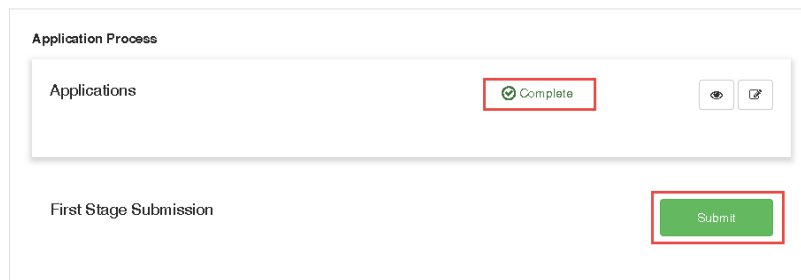 Application Process
Applications
Complete
First Stage Submission
Submit